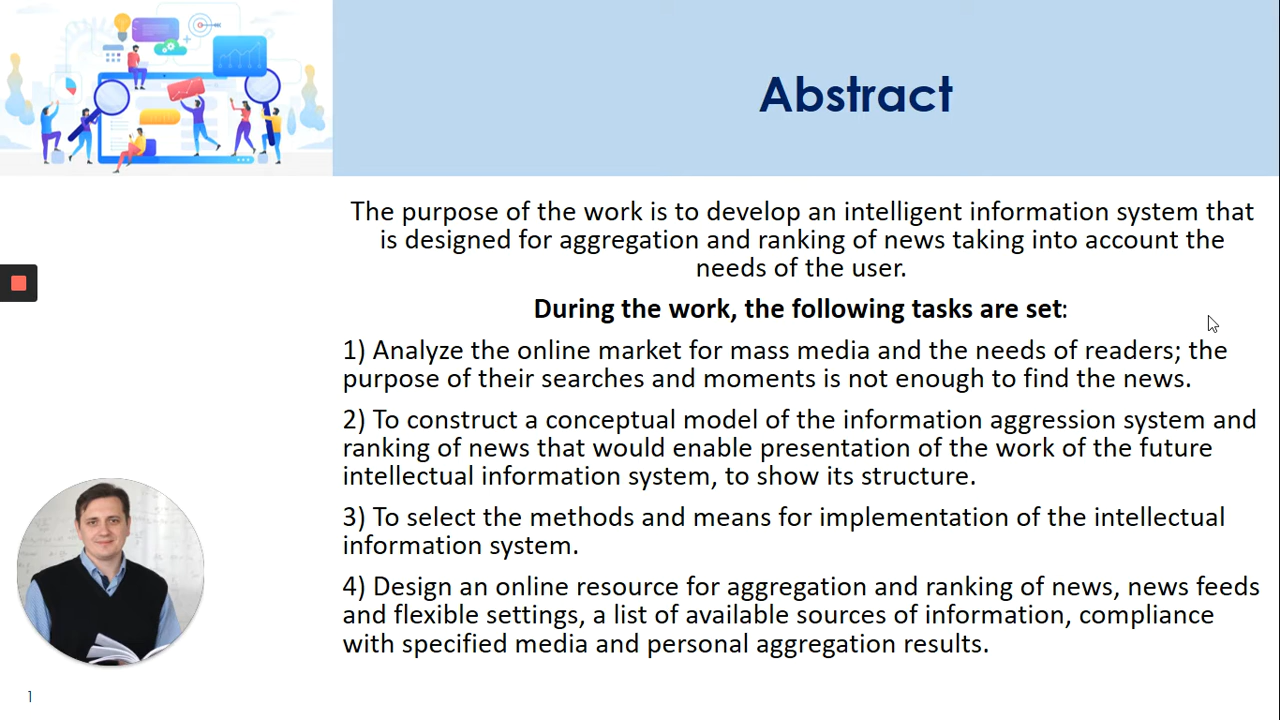 Abstract
The purpose of the work is to develop an intelligent information system that
is designed for aggregation and ranking of news taking into account the
needs of the user.
During the work, the following tasks are set:
1) Analyze the online market for mass media and the needs of readers; the
purpose of their searches and moments is not enough to find the news.
2) To construct a conceptual model of the information aggression system and
ranking of news that would enable presentation of the work of the future
intellectual information system, to show its structure.
3) To select the methods and means for implementation of the intellectual
information system.
4) Design an online resource for aggregation and ranking of news, news feeds
and flexible settings, a list of available sources of information, compliance
with specified media and personal aggregation results.
1